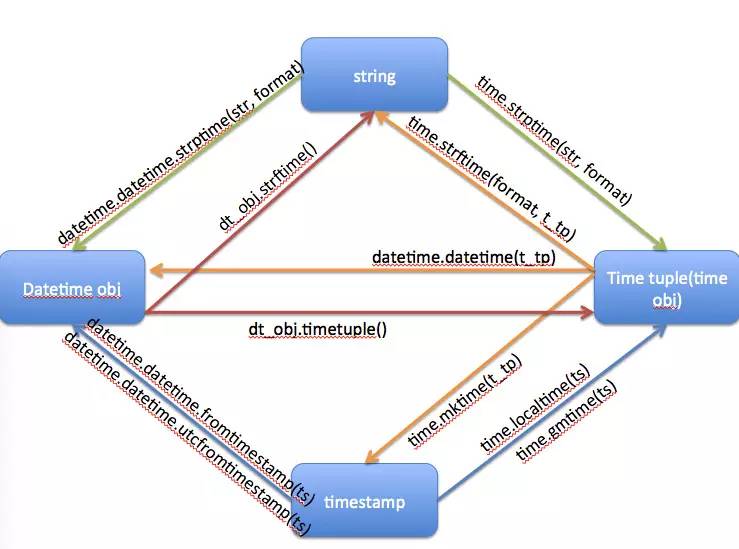 string
datetime.datetime.strptime(str, format)
time.strptime(str, format)
dt_obj.strftime()
time.strftime(format, t_tp)
datetime.datetime(t_tp)
Datetime obj
Time tuple(time
obj)
dt_obj.timetuple()
datetime.datetime.fromtimestamp(ts)
datetime.datetime.utcfromtimestamp(ts)
time.mktime(t_tp)
time.localtime(ts)
time.gmtime(ts)
timestamp